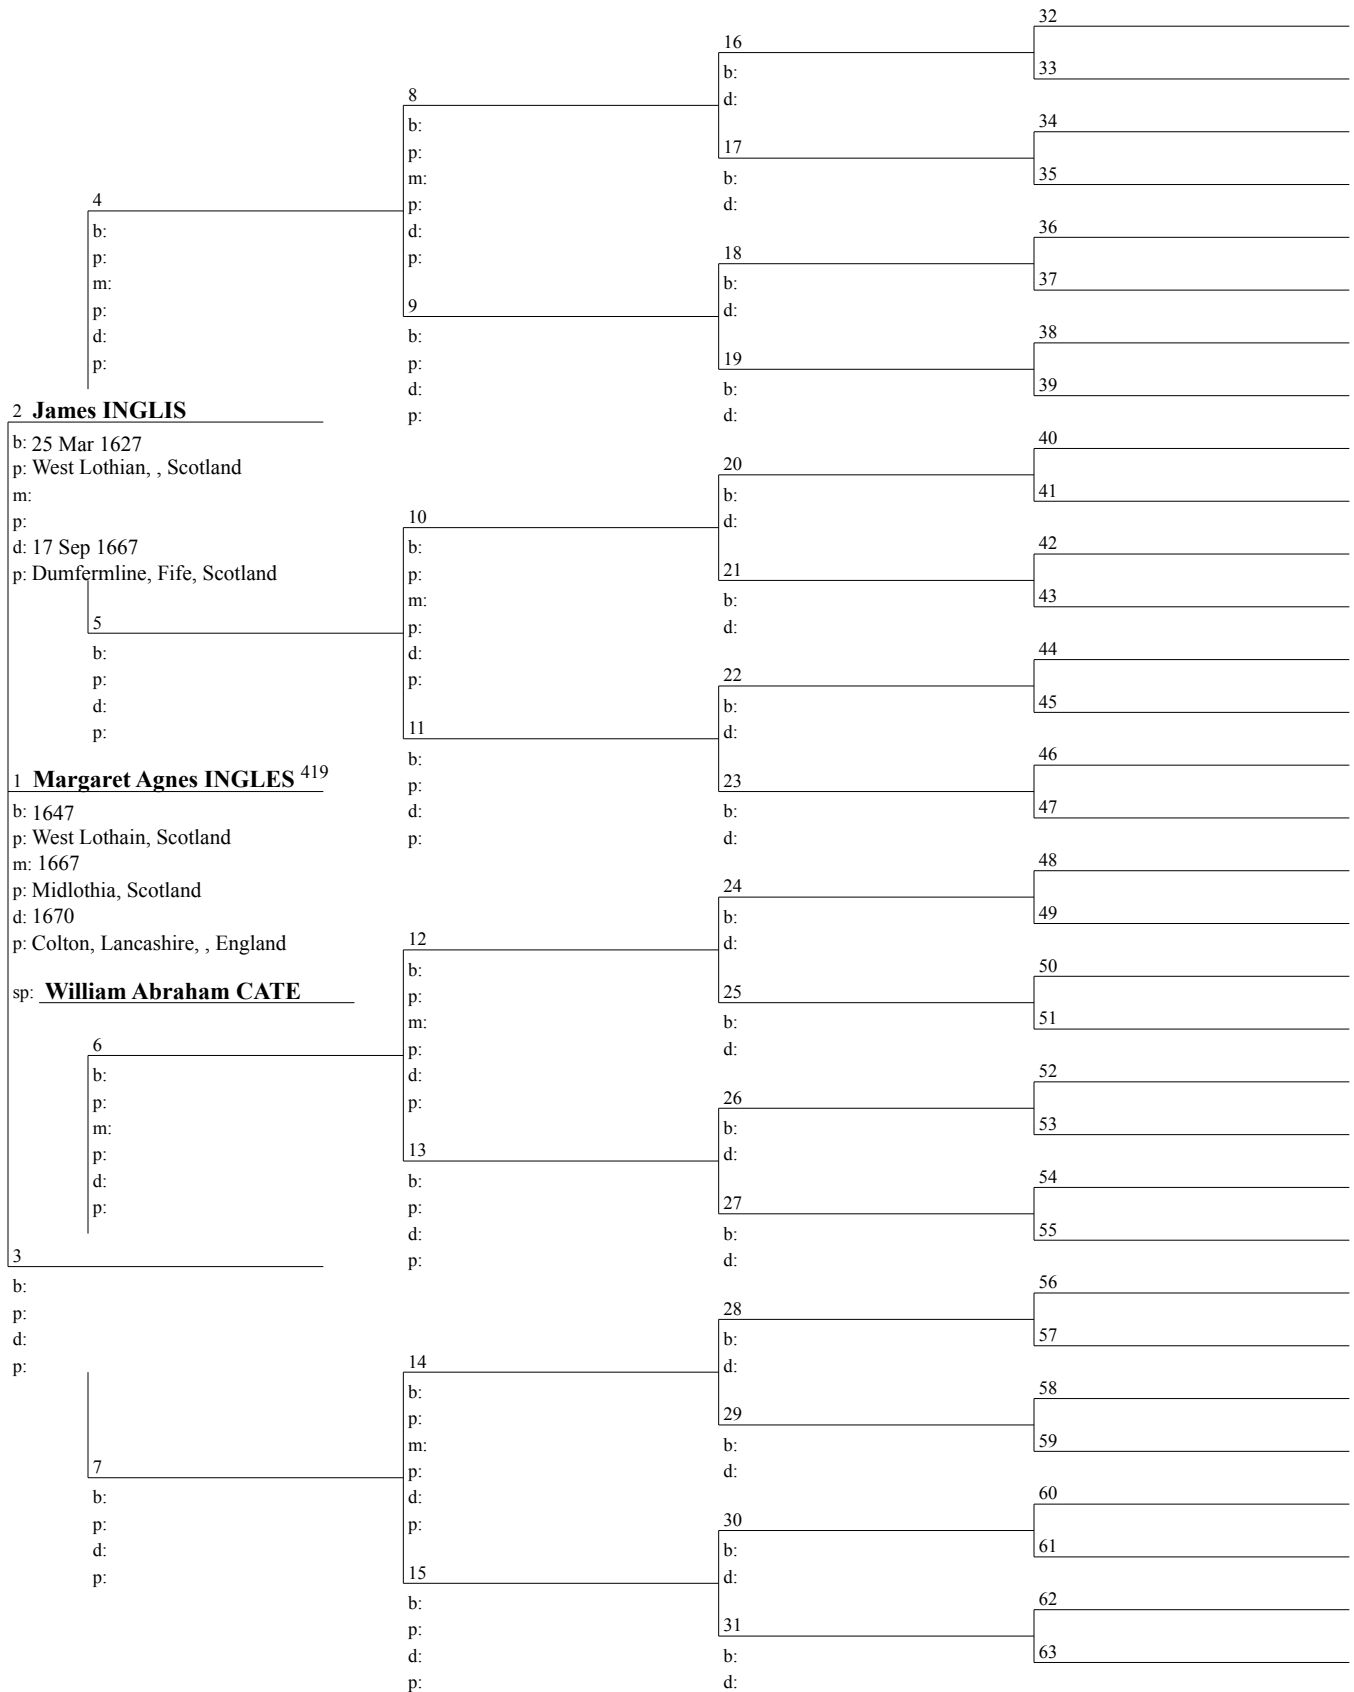 32
16
b:
33
d:
8
b:
p:
m:
p:
d:
p:
34
17
35
b:
d:
4
b:
p:
m:
p:
d:
p:
36
18
b:
37
d:
9
b:
p:
d:
p:
38
19
39
b:
d:
2 James INGLIS
b: 25 Mar 1627
p: West Lothian, , Scotland
m:
p:
d: 17 Sep 1667
p: Dumfermline, Fife, Scotland
40
20
b:
41
d:
10
b:
p:
m:
p:
d:
p:
42
21
43
b:
d:
5
b:
p:
d:
p:
44
22
b:
45
d:
11
b:
p:
d:
p:
46
23
47
b:
d:
1 Margaret Agnes INGLES 419
b: 1647
p: West Lothain, Scotland
m: 1667
p: Midlothia, Scotland
d: 1670
p: Colton, Lancashire, , England
sp: William Abraham CATE
48
24
b:
49
d:
12
b:
p:
m:
p:
d:
p:
50
25
51
b:
d:
6
b:
p:
m:
p:
d:
p:
52
26
b:
53
d:
13
b:
p:
d:
p:
54
27
55
b:
d:
3
b:
p:
d:
p:
56
28
b:
57
d:
14
b:
p:
m:
p:
d:
p:
58
29
59
b:
d:
7
b:
p:
d:
p:
60
30
b:
61
d:
15
b:
p:
d:
p:
62
31
63
b:
d: